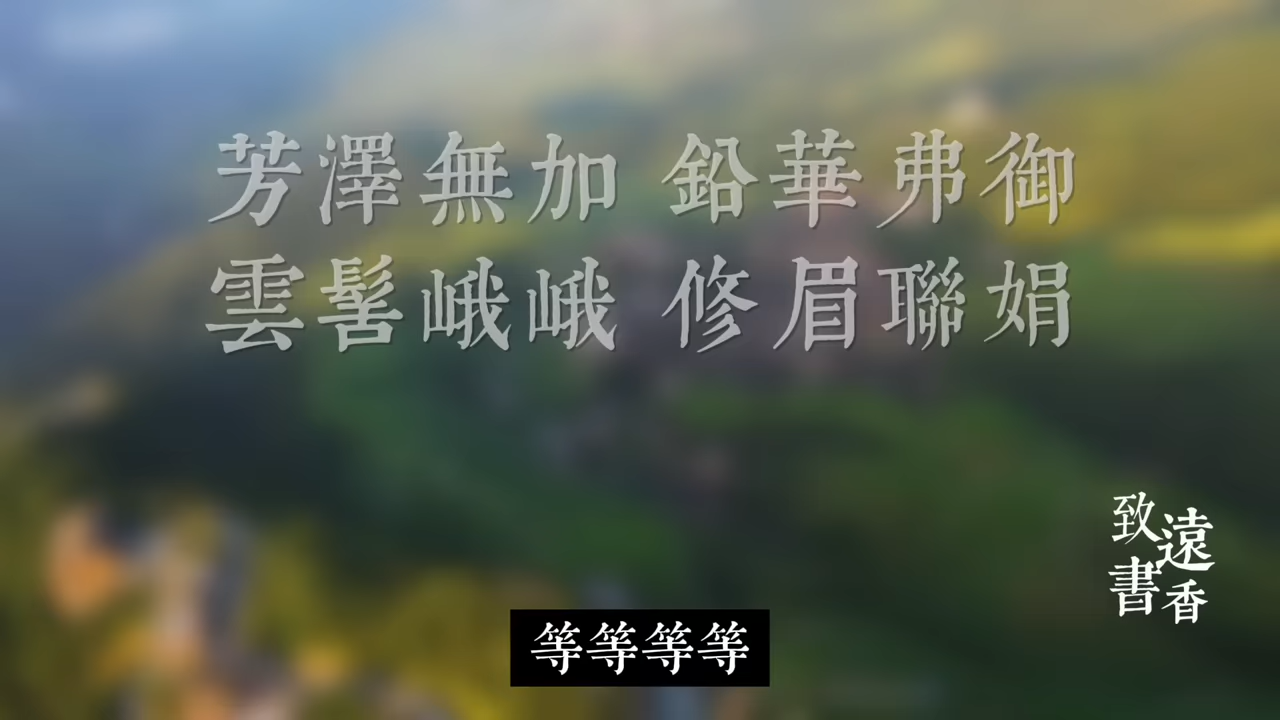 芳澤無加 鉛華弗御
雲髻峨峨 修眉聯娟
致遠
書香
等等等等